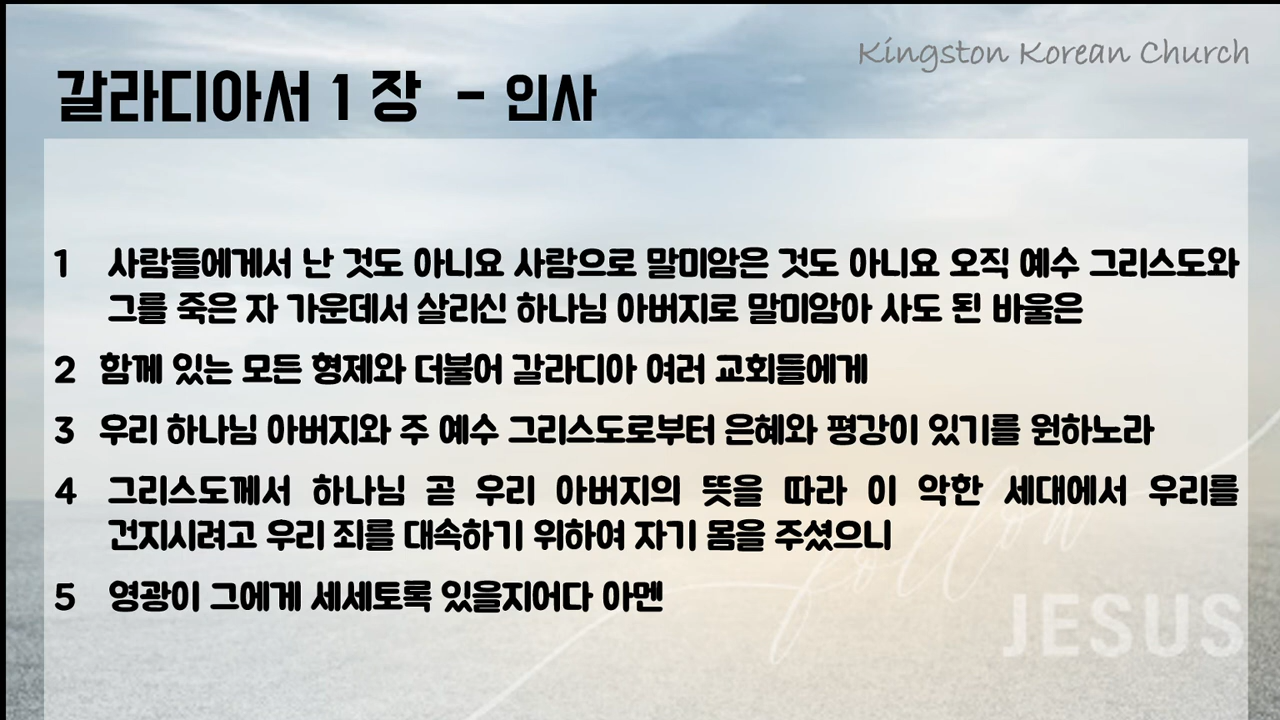 Kingston Korean Church
갈라디아서 1 장 - 인사
1 사람들에게서 난 것도 아니요 사람으로 말미암은 것도 아니요 오직 예수 그리스도와
그를 죽은 자 가운데서 살리신 하나님 아버지로 말미암아 사도 된 바울은
2 함께 있는 모든 형제와 더불어 갈라디아 여러 교회들에게
3 우리 하나님 아버지와 주 예수 그리스도로부터 은혜와 평강이 있기를 원하노라
4 그리스도께서 하나님 곧 우리 아버지의 뜻을 따라 이 악한 세대에서 우리를
건지시려고 우리 죄를 대속하기 위하여 자기 몸을 주셨으니
5 영광이 그에게 세세토록 있을지어다 아멘
follow
JESUS